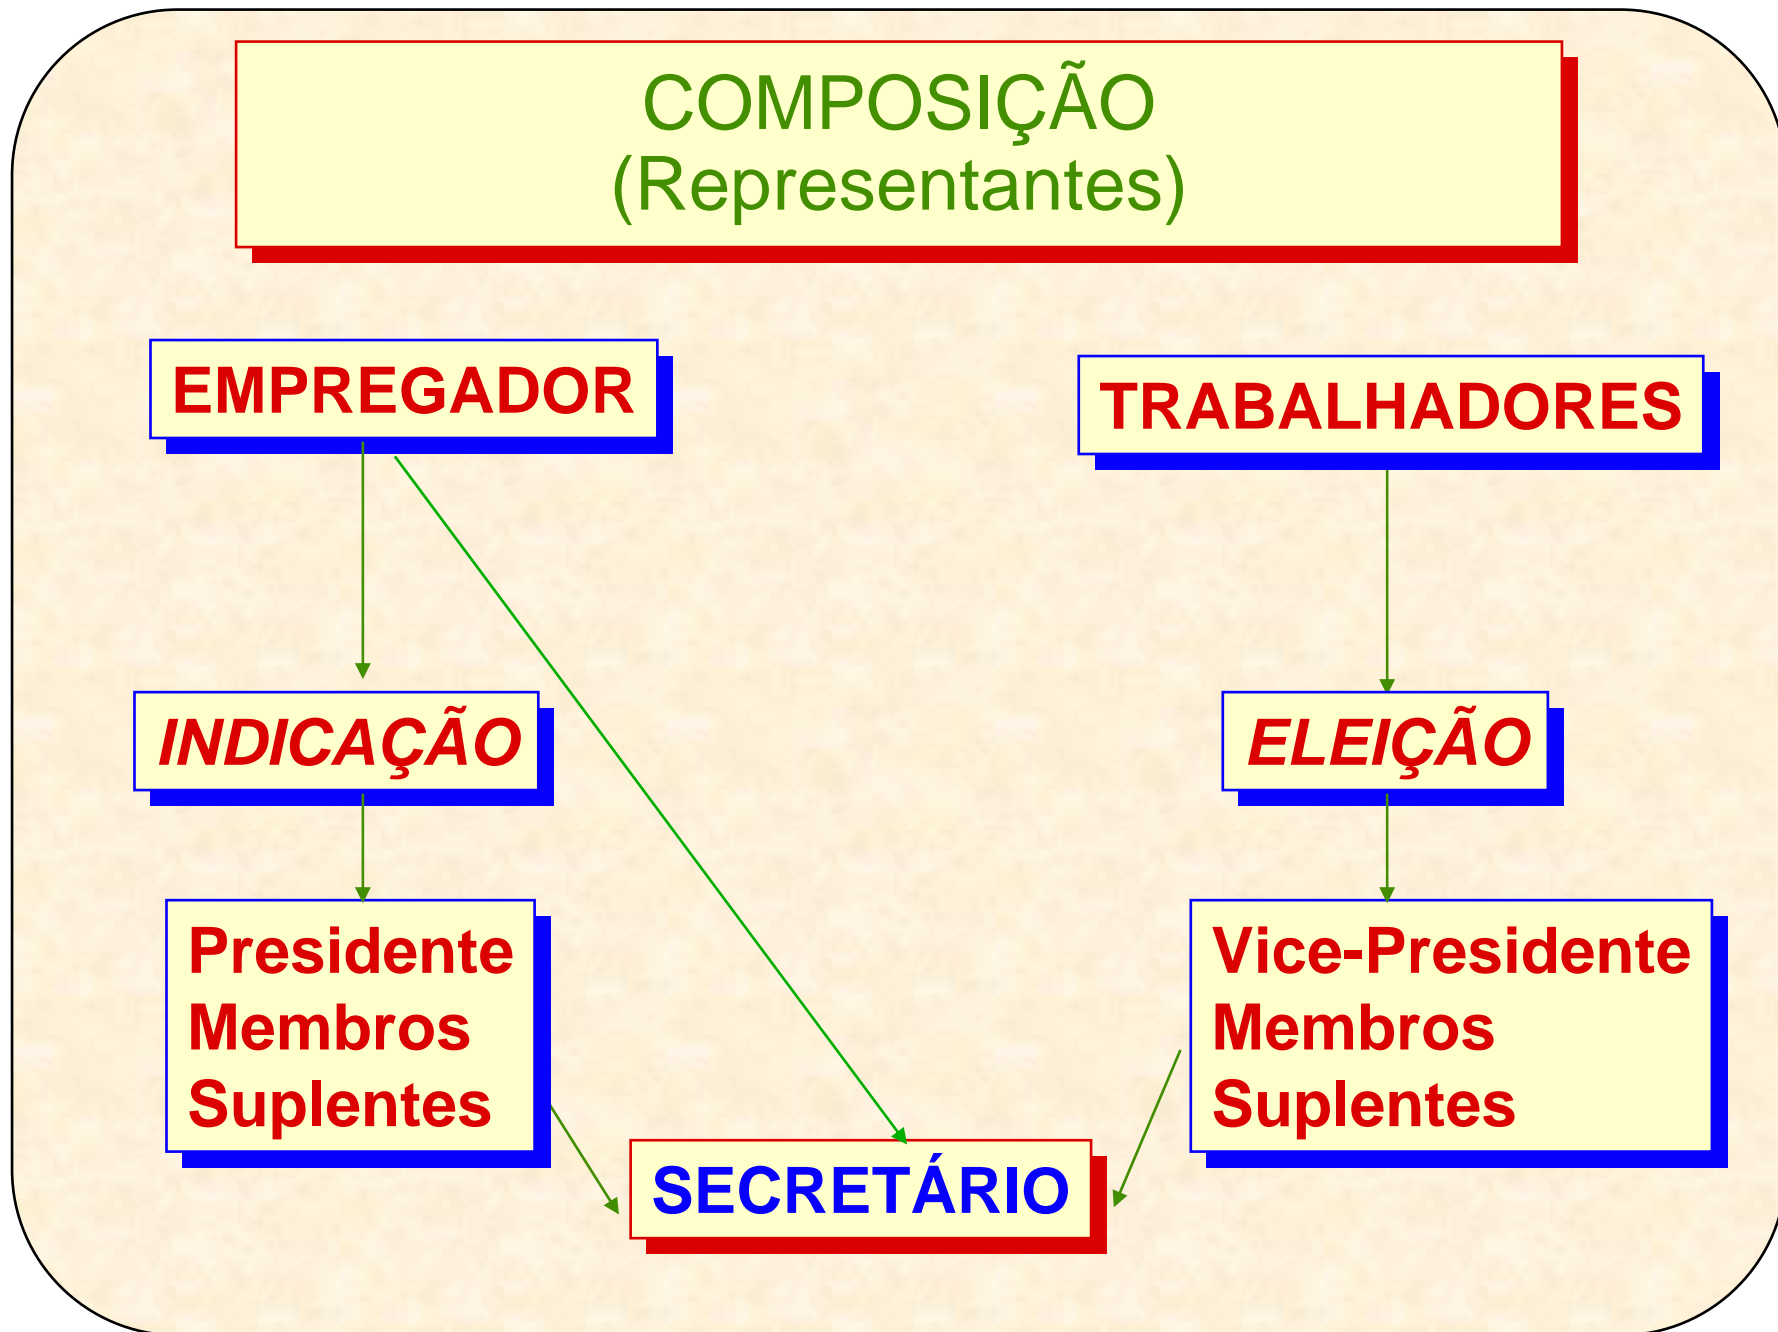 COMPOSIÇÃO
(Representantes)
EMPREGADOR
TRABALHADORES
INDICAÇÃO
ELEIÇÃO
Presidente
Membros
Suplentes
Vice-Presidente
Membros
Suplentes
SECRETÁRIO